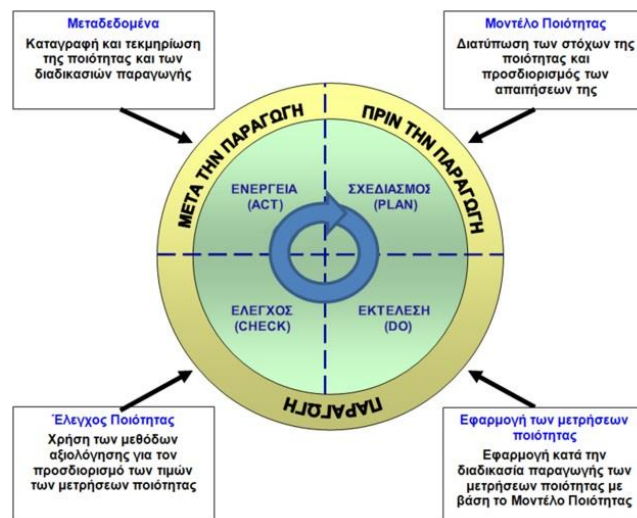 Μεταδεδομένα
Καταγραφή και τεκμηρίωση
της ποιότητας και των
διαδικασιών παραγωγής
Μοντέλο Ποιότητας
Διατύπωση των στόχων της
ποιότητας και
προσδιορισμός των
απαιτήσεων της
ΜΕΤΑ ΤΗΝ ΠΑΡΑΓΩΓΗ
ΠΡΙΝ ΤΗΝ ΠΑΡΑΓΩΓΗ
ΕΝΕΡΓΕΙΑ
(ACT)
ΣΧΕΔΙΑΣΜΟΣ
(PLAN)
ΕΛΕΓΧΟΣ
(CHECK)
ΕΚΤΕΛΕΣΗ
(DO)
ΠΑΡΑΓΩΓΗ
Έλεγχος Ποιότητας
Χρήση των μεθόδων
αξιολόγησης για τον
προσδιορισμό των τιμών
των μετρήσεων ποιότητας
Εφαρμογή των μετρήσεων
ποιότητας
Εφαρμογή κατά την
διαδικασία παραγωγής των
μετρήσεων ποιότητας με
βάση το Μοντέλο Ποιότητας